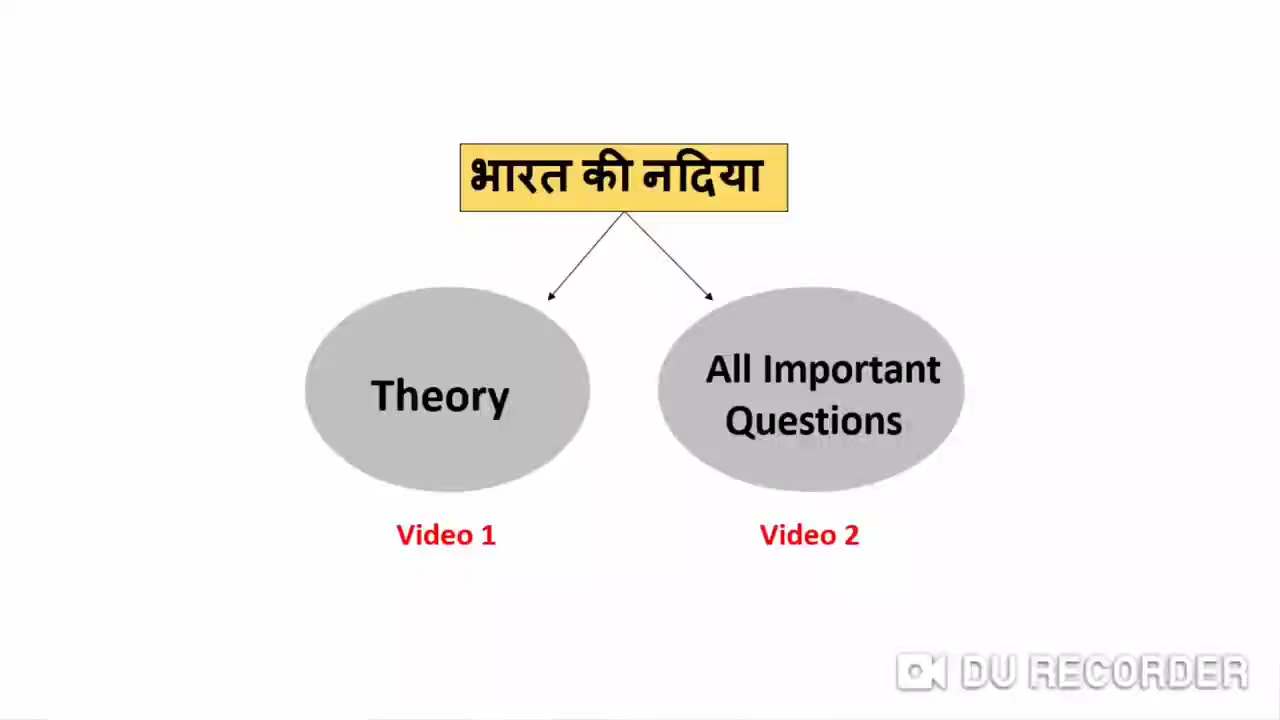 भारत की नदिया
Theory
All Important
Questions
Video 1
Video 2
DU RECORDER